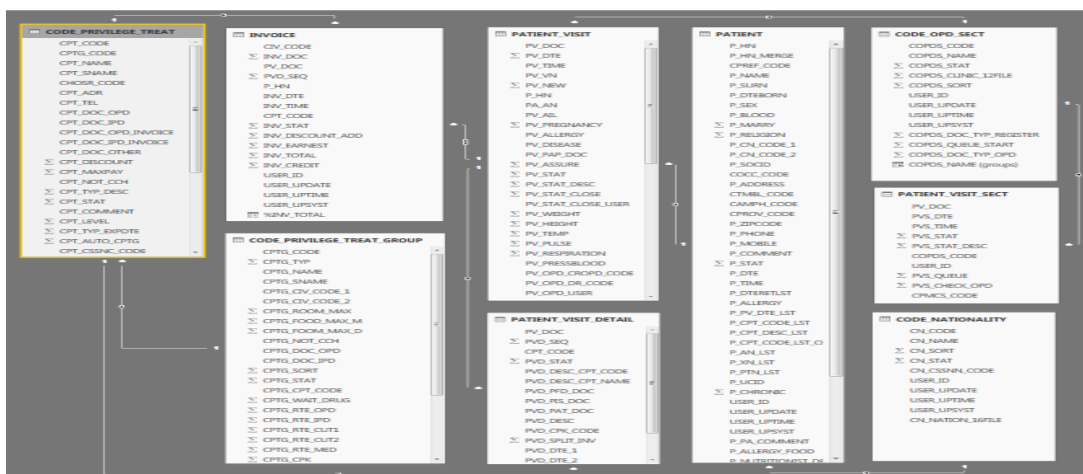 CODE_PRIVILEGE_TREAT
CPT_CODE
CPTG_CODE
CPT_NAME
CPT_SNAME
CHOSR_CODE
CPT_ADR
CPT_TEL
CPT_DOC_OPD
CPT_DOC_IPD
CPT_DOC_OPD_INVOICE
CPT_DOC_IPD_INVOICE
CPT_DOC_OTHER
Σ CPT_DISCOUNT
Σ CPT_MAXPAY
CPT_NOT_CCH
Σ CPT_TYP_DESC
Σ CPT_STAT
CPT_COMMENT
Σ CPT_LEVEL
Σ CPT_TYP_EXPOTE
Σ CPT_AUTO_CPTG
Σ CPT_CSSNC_CODE
INVOICE
CIV_CODE
Σ INV_DOC
PV_DOC
Σ PVD_SEQ
P_HN
INV_DTE
INV_TIME
CPT_CODE
Σ INV_STAT
Σ INV_DISCOUNT_ADD
Σ INV_EARNEST
Σ INV_TOTAL
Σ INV_CREDIT
USER_ID
USER_UPDATE
USER_UPTIME
USER_UPSYST
%INV_TOTAL
CODE_PRIVILEGE_TREAT_GROUP
CPTG_CODE
Σ CPTG_TYP
CPTG_NAME
CPTG_SNAME
CPTG_CIV_CODE_1
CPTG_CIV_CODE_2
Σ CPTG_ROOM_MAX
Σ CPTG_FOOD_MAX_M
Σ CPTG_FOOM_MAX_D
CPTG_NOT_CCH
CPTG_DOC_OPD
CPTG_DOC_IPD
Σ CPTG_SORT
Σ CPTG_STAT
CPTG_CPT_CODE
Σ CPTG_WAIT_DRUG
Σ CPTG_RTE_OPD
Σ CPTG_RTE_IPD
Σ CPTG_RTE_CUT1
Σ CPTG_RTE_CUT2
Σ CPTG_RTE_MED
Σ CPTG_CPK
PATIENT_VISIT
PV_DOC
Σ PV_DTE
PV_TIME
PV_VN
Σ PV_NEW
P_HN
PA_AN
PV_AIL
Σ PV_PREGNANCY
PV_ALLERGY
PV_DISEASE
PV_PAP_DOC
Σ PV_ASSURE
Σ PV_STAT
Σ PV_STAT_DESC
Σ PV_STAT_CLOSE
PV_STAT_CLOSE_USER
Σ PV_WEIGHT
Σ PV_HEIGHT
Σ PV_TEMP
Σ PV_PULSE
Σ PV_RESPIRATION
PV_PRESSBLOOD
PV_OPD_CROPD_CODE
PV_OPD_DR_CODE
PV_OPD_USER
PATIENT_VISIT_DETAIL
PV_DOC
Σ PVD_SEQ
CPT_CODE
Σ PVD_STAT
PVD_DESC_CPT_CODE
PVD_DESC_CPT_NAME
PVD_PFD_DOC
PVD_PIS_DOC
PVD_PAT_DOC
PVD_DESC
PVD_CPK_CODE
Σ PVD_SPLIT_INV
PVD_DTE_1
PVD_DTE_2
PATIENT
P_HN
P_HN_MERGE
CPREF_CODE
P_NAME
P_SURN
P_DTEBORN
P_SEX
P_BLOOD
Σ P_MARRY
Σ P_RELIGION
P_CN_CODE_1
P_CN_CODE_2
P_SOCID
COCC_CODE
P_ADDRESS
CTMBL_CODE
CAMPH_CODE
CPROV_CODE
P_ZIPCODE
P_PHONE
P_MOBILE
P_COMMENT
Σ P_STAT
P_DTE
P_TIME
P_DTERETLST
P_ALLERGY
P_PV_DTE_LST
P_CPT_CODE_LST
P_CPT_DESC_LST
P_CPT_CODE_LST_O
P_AN_LST
P_XN_LST
P_PTN_LST
P_UCID
Σ P_CHRONIC
USER_ID
USER_UPDATE
USER_UPTIME
USER_UPSYST
P_PA_COMMENT
P_ALLERGY_FOOD
P_NUTRITIONIST_DE
CODE_OPD_SECT
COPDS_CODE
COPDS_NAME
Σ COPDS_STAT
Σ COPDS_CLINIC_12FILE
Σ COPDS_SORT
USER_ID
USER_UPDATE
USER_UPTIME
USER_UPSYST
Σ COPDS_DOC_TYP_REGISTER
Σ COPDS_QUEUE_START
Σ COPDS_DOC_TYP_OPD
COPDS_NAME (groups)
PATIENT_VISIT_SECT
PV_DOC
PVS_DTE
PVS_TIME
Σ PVS_STAT
Σ PVS_STAT_DESC
COPDS_CODE
USER_ID
Σ PVS_QUEUE
Σ PVS_CHECK_OPD
CPMCS_CODE
CODE_NATIONALITY
CN_CODE
CN_NAME
Σ CN_SORT
Σ CN_STAT
CN_CSSNN_CODE
USER_ID
USER_UPDATE
USER_UPTIME
USER_UPSYST
CN_NATION_16FILE